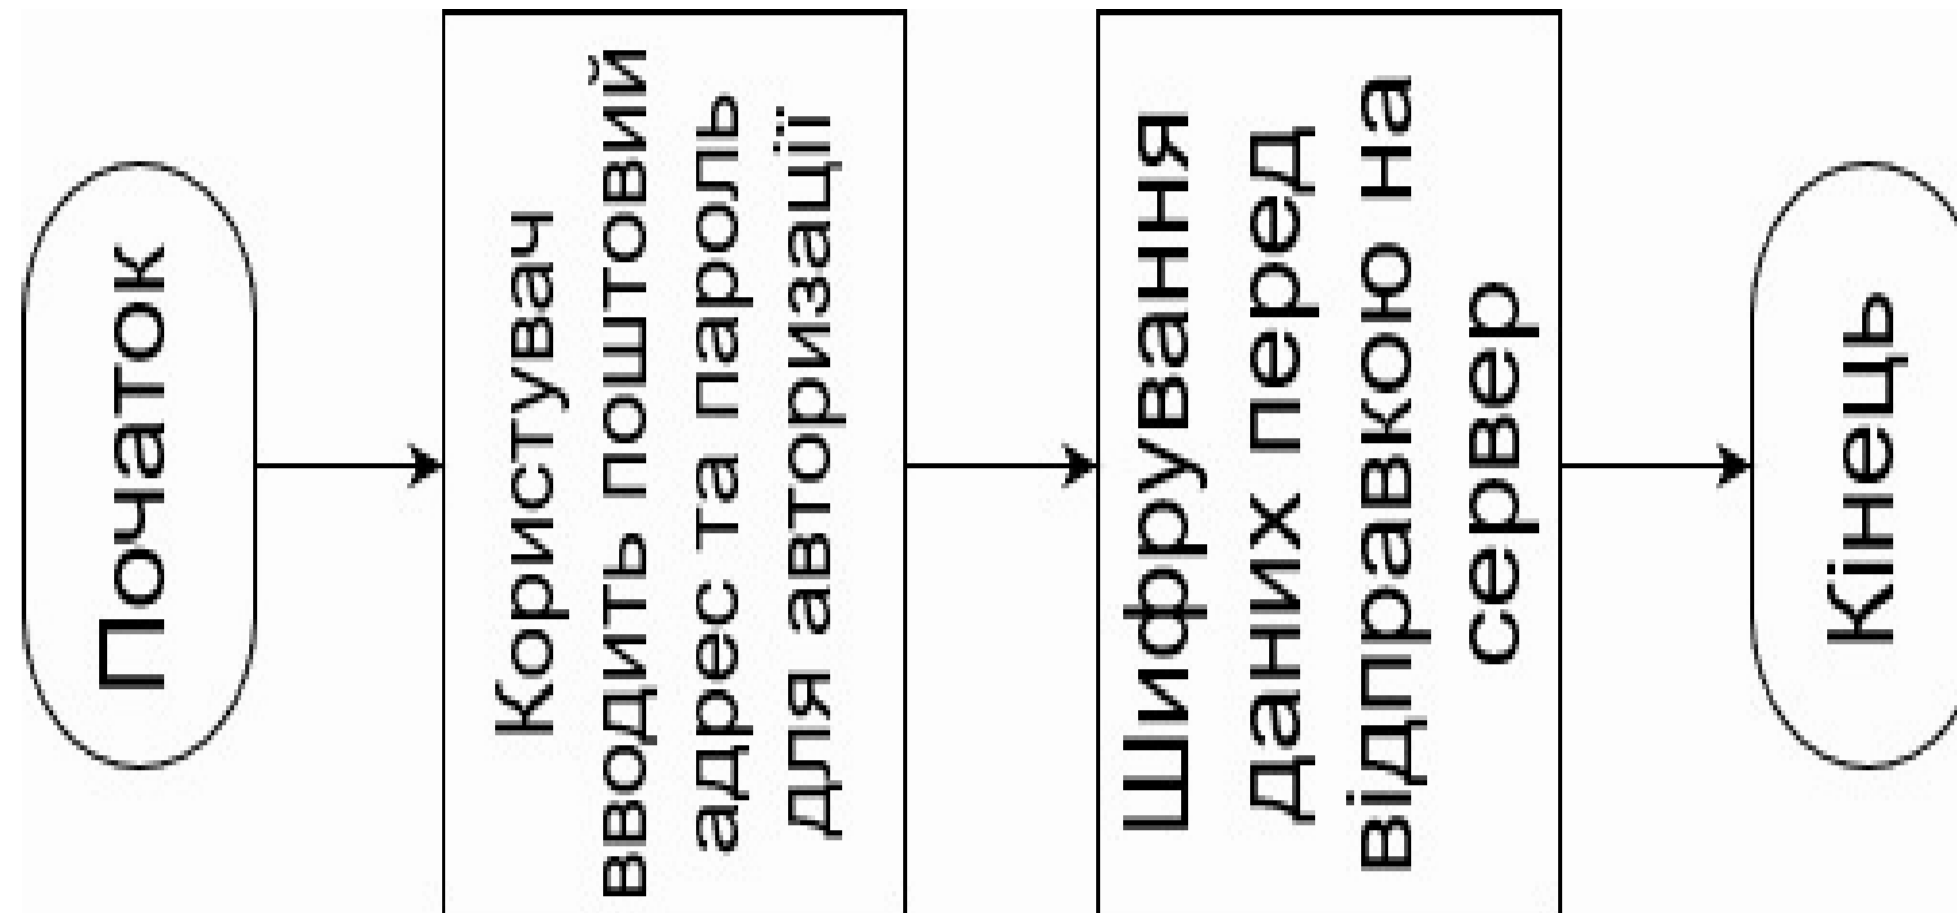 Початок
Користувач
вводить поштовий
адрес та пароль
для авторизації
Шифрування
даних перед
відправкою на
сервер
Кінець